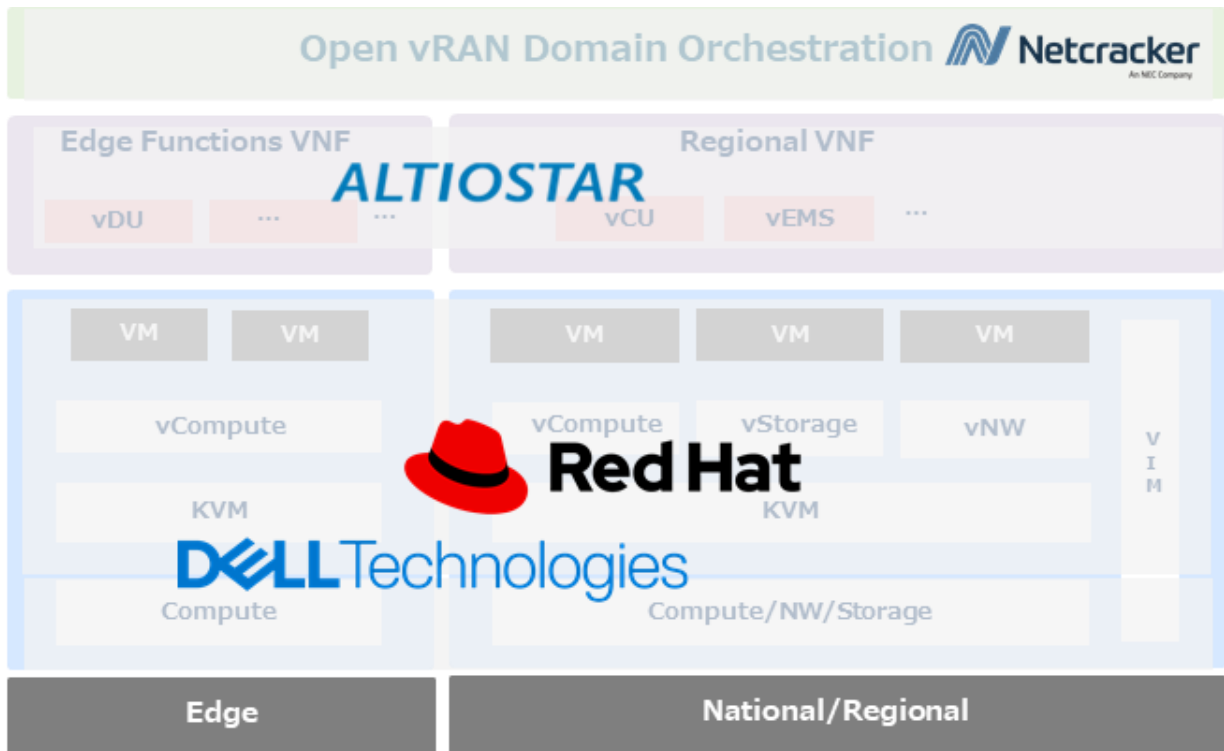 Open vRAN Domain Orchestration
Netcracker
An NEC Company
Edge Functions VNF
Regional VNF
ALTIOSTAR
vDU
...
...
vCU
vEMS
...
VM
VM
VM
VM
VM
vCompute
vCompute
vStorage
vNW
VIM
Red Hat
KVM
KVM
DELL Technologies
Compute
Compute/NW/Storage
Edge
National/Regional